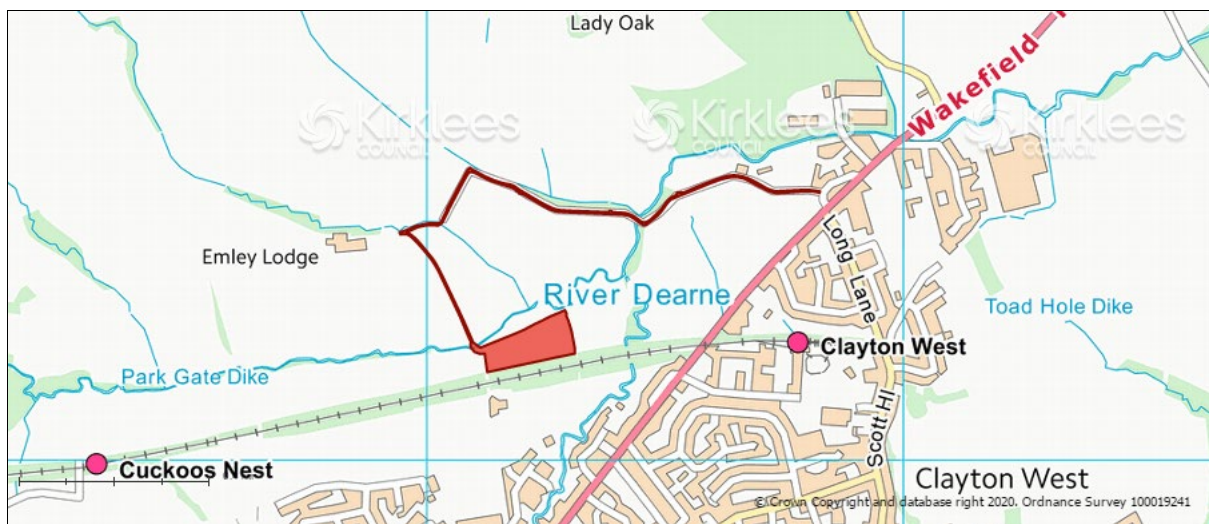 Lady Oak
Wakefield
Kirklees
COUNCIL
Kirklees
COUNCIL
Kirklees
COUNCIL
Emley Lodge
River Dearne
Long Lane
Toad Hole Dike
Clayton West
Park Gate Dike
Scott Hl
Cuckoos Nest
Clayton West
©Crown Copyright and database right 2020. Ordnance Survey 100019241